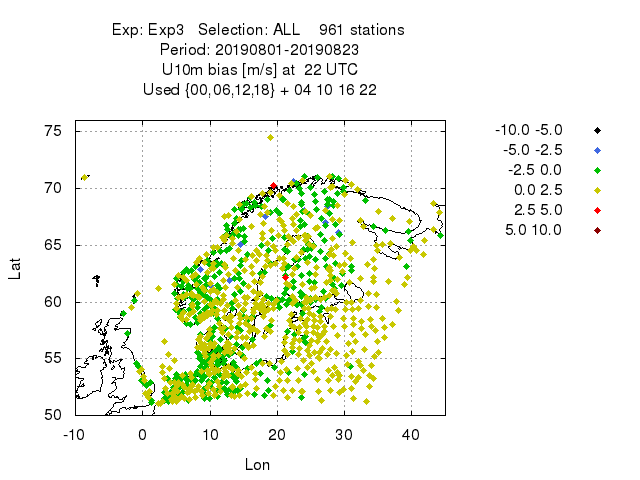 Exp: Exp3 Selection: ALL 961 stations
Period: 20190801-20190823
U10m bias [m/s] at 22 UTC
Used {00,06,12,18} + 04 10 16 22
-10.0 -5.0
-5.0 -2.5
-2.5 0.0
0.0 2.5
2.5 5.0
5.0 10.0
75
70
65
60
55
50
Lat
-10 0 10 20 30 40
Lon